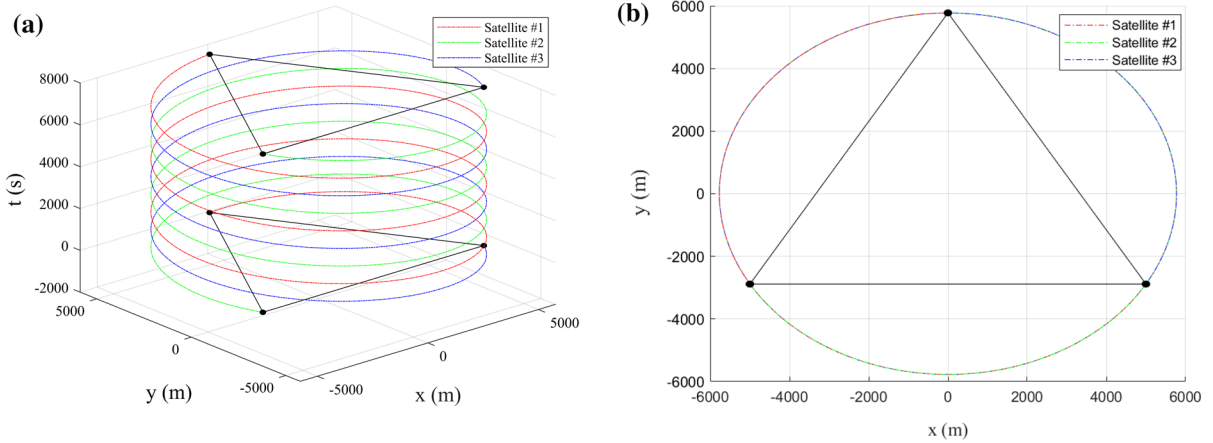 (a)
Satellite #1
Satellite #2
Satellite #3
8000
6000
4000
2000
0
-2000
t (s)
5000
0
-5000
y (m)
-5000
0
5000
x (m)
(b)
Satellite #1
Satellite #2
Satellite #3
6000
4000
2000
0
-2000
-4000
-6000
y (m)
-6000 -4000 -2000 0 2000 4000 6000
x (m)